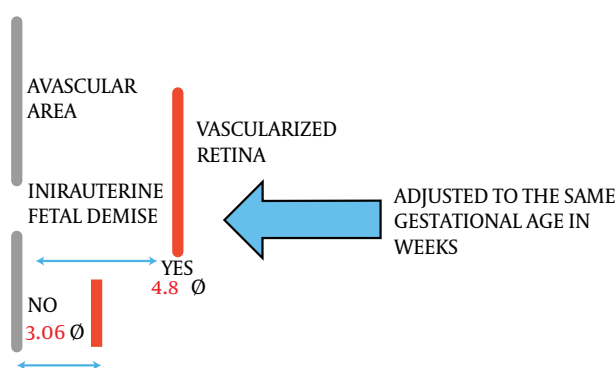 AVASCULAR
AREA
VASCULARIZED
RETINA
INIRAUTERINE
FETAL DEMISE
ADJUSTED TO THE SAME
GESTATIONAL AGE IN
WEEKS
YES
4.8 Ø
NO
3.06 Ø